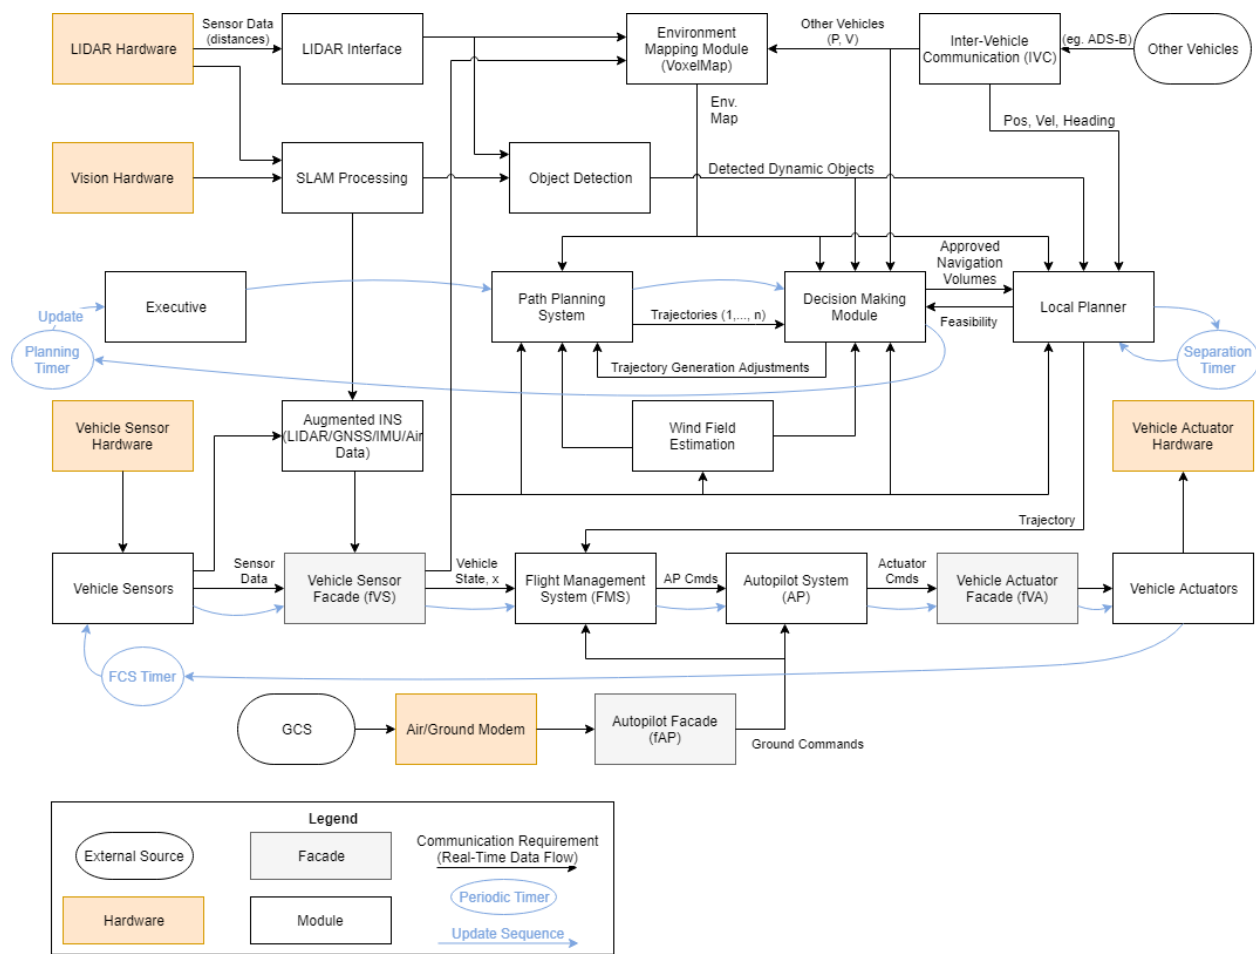 LIDAR Hardware
Sensor Data
(distances)
LIDAR Interface
Environment
Mapping Module
(VoxelMap)
Other Vehicles
(P, V)
Inter-Vehicle
Communication (IVC)
(eg. ADS-B)
Other Vehicles
Env.
Map
Pos, Vel, Heading
Vision Hardware
SLAM Processing
Object Detection
Detected Dynamic Objects
Approved
Navigation
Volumes
Executive
Path Planning
System
Trajectories (1,..., n)
Decision Making
Module
Feasibility
Local Planner
Update
Planning
Timer
Separation
Timer
Trajectory Generation Adjustments
Vehicle Sensor
Hardware
Augmented INS
(LIDAR/GNSS/IMU/Air
Data)
Wind Field
Estimation
Vehicle Actuator
Hardware
Trajectory
Vehicle Sensors
Sensor
Data
Vehicle Sensor
Facade (fVS)
Vehicle
State, x
Flight Management
System (FMS)
AP Cmds
Autopilot System
(AP)
Actuator
Cmds
Vehicle Actuator
Facade (fVA)
Vehicle Actuators
FCS Timer
GCS
Air/Ground Modem
Autopilot Facade
(fAP)
Ground Commands
Legend
External Source
Facade
Communication Requirement
(Real-Time Data Flow)
Hardware
Module
Periodic Timer
Update Sequence